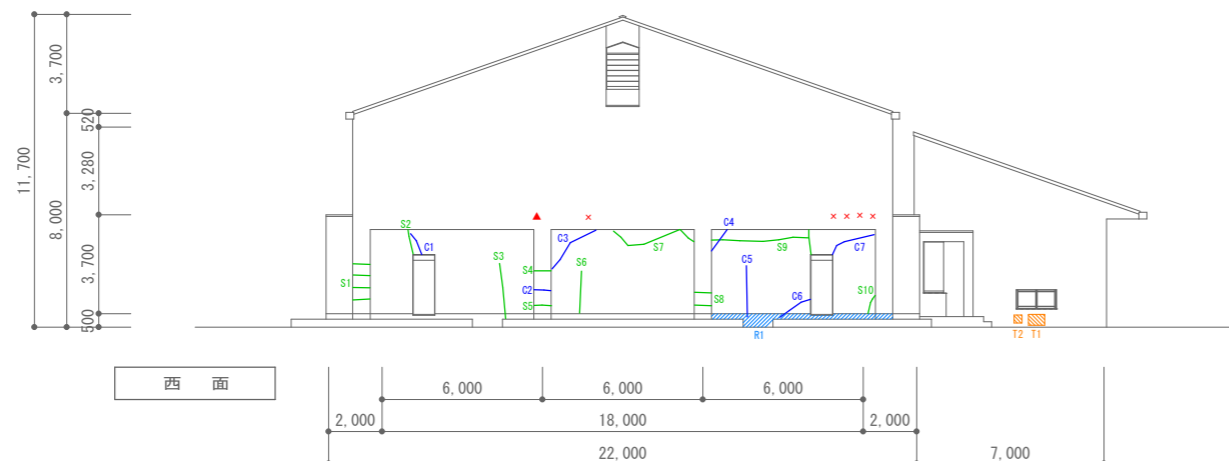 3,700
520
3,280
11,700
8,000
3,700
500
C4
S2
C3
C1
S7
S9
C7
S3
S4
S6
C5
S1
C2
S5
S8
C6
S10
R1
T2 T1
西 面
6,000 6,000 6,000
2,000 18,000 2,000
22,000 7,000